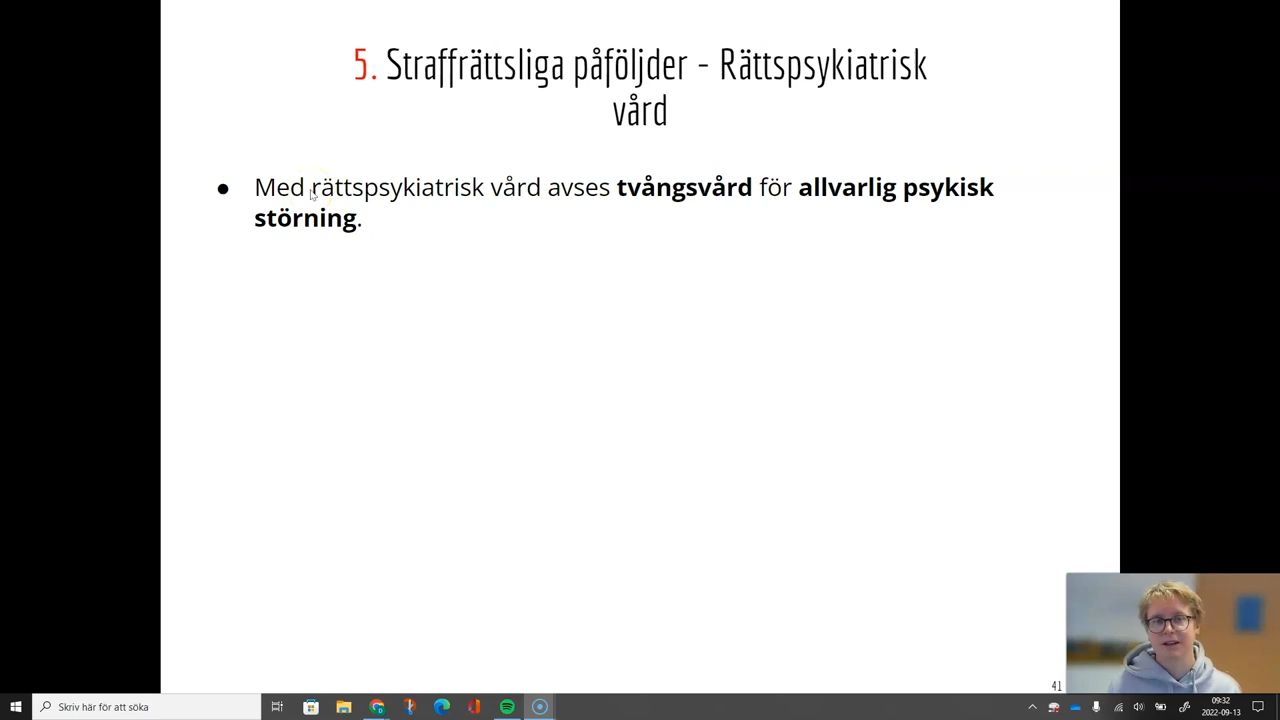 5. Straffrättsliga påföljder - Rättspsykiatrisk
vård
● Med rättspsykiatrisk vård avses tvångsvård för allvarlig psykisk
störning.
41
Skriv här för att söka
09:32
2022-09-13